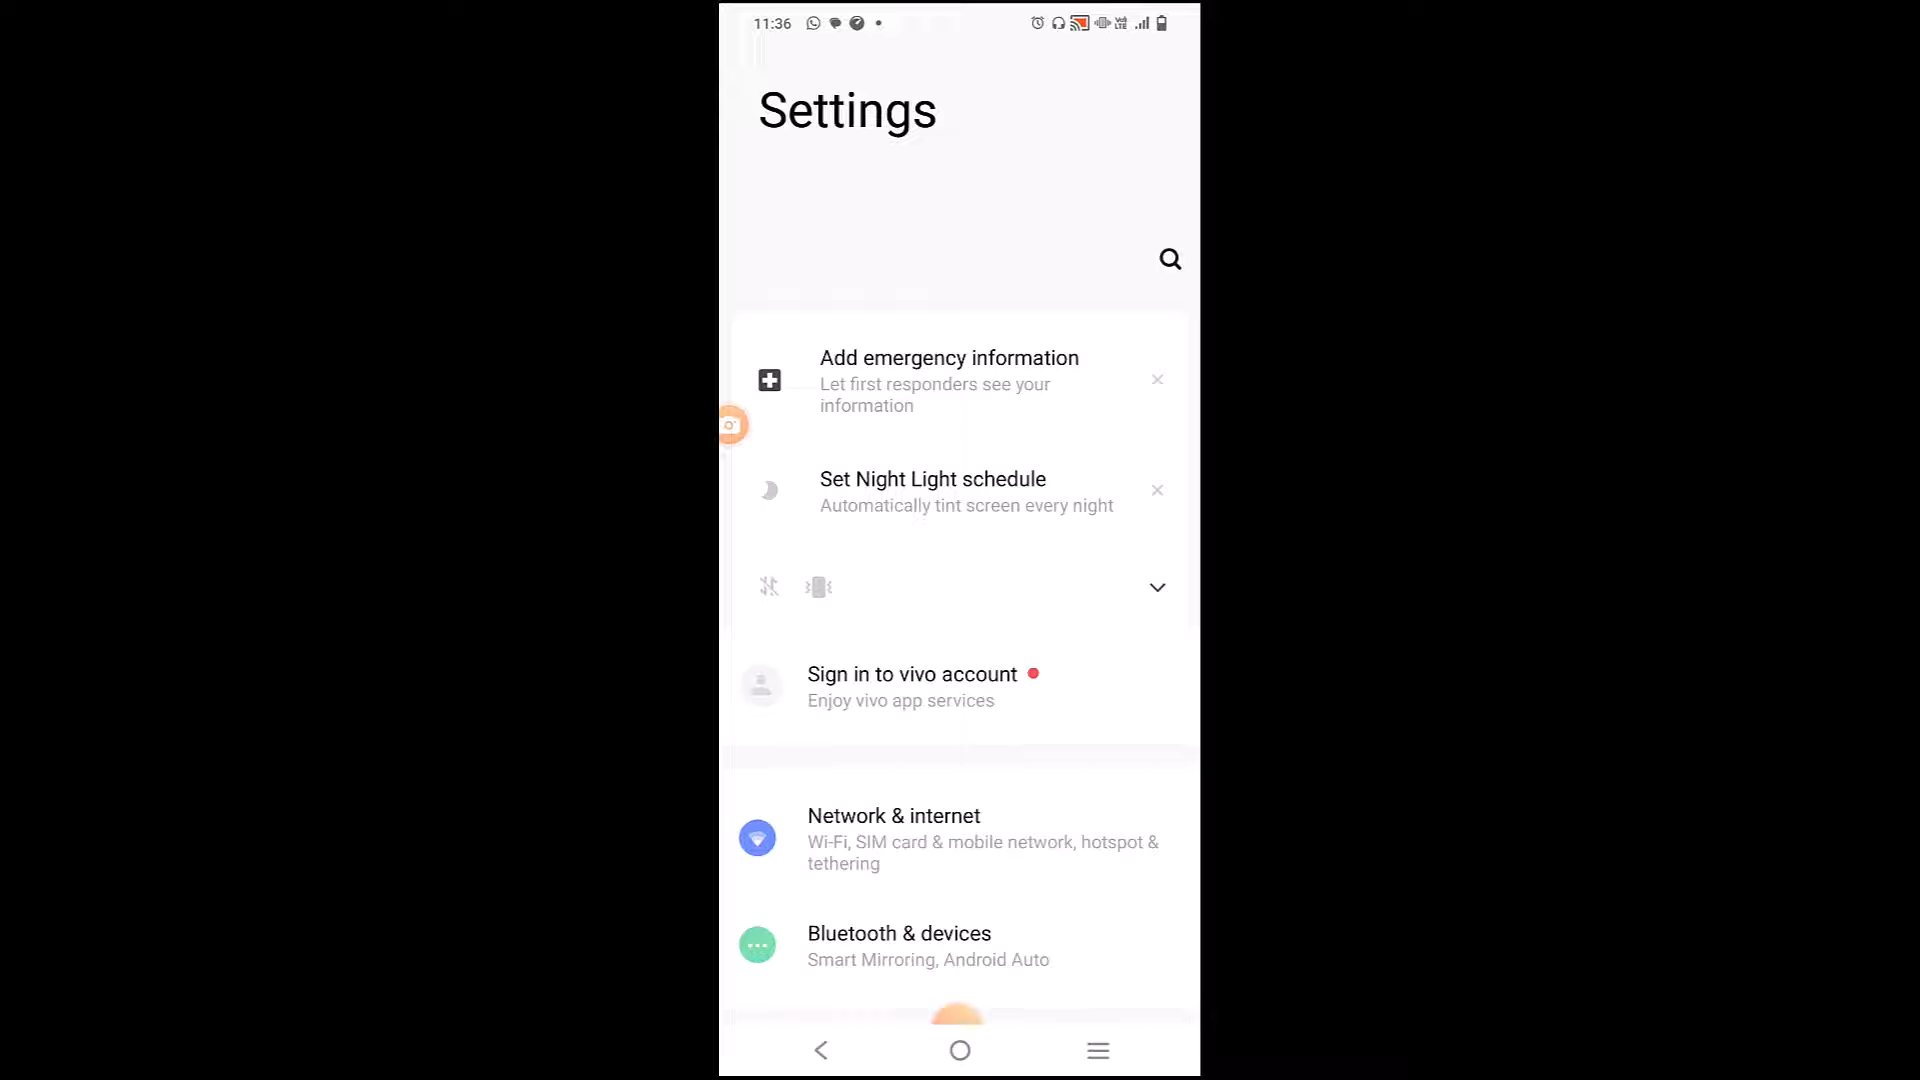 11:36
Settings
Add emergency information
Let first responders see your
information
Set Night Light schedule
Automatically tint screen every night
Sign in to vivo account
Enjoy vivo app services
Network & internet
Wi-Fi, SIM card & mobile network, hotspot &
tethering
Bluetooth & devices
Smart Mirroring, Android Auto